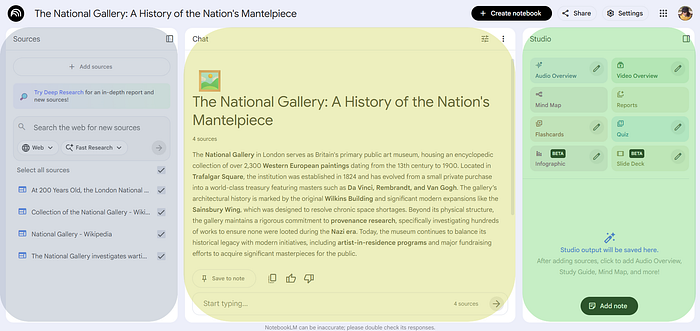 The National Gallery: A History of the Nation's Mantelpiece
+ Create notebook
Share
Settings
Sources
+ Add sources
Try Deep Research for an in-depth report and
new sources!
Search the web for new sources
Web
Fast Research
Select all sources
At 200 Years Old, the London National ...
Collection of the National Gallery - Wiki...
National Gallery - Wikipedia
The National Gallery investigates warti...
Chat
The National Gallery: A History of the Nation's
Mantelpiece
4 sources
The National Gallery in London serves as Britain's primary public art museum, housing an encyclopedic
collection of over 2,300 Western European paintings dating from the 13th century to 1900. Located in
Trafalgar Square, the institution was established in 1824 and has evolved from a small private purchase
into a world-class treasury featuring masters such as Da Vinci, Rembrandt, and Van Gogh. The gallery's
architectural history is marked by the original Wilkins Building and significant modern expansions like the
Sainsbury Wing, which was designed to resolve chronic space shortages. Beyond its physical structure,
the gallery maintains a rigorous commitment to provenance research, specifically investigating hundreds
of works to ensure none were looted during the Nazi era. Today, the museum continues to balance its
historical legacy with modern initiatives, including artist-in-residence programs and major fundraising
efforts to acquire significant masterpieces for the public.
Save to note
Start typing...
4 sources
Studio
Audio Overview
Video Overview
Mind Map
Reports
Flashcards
Quiz
Infographic
BETA
Slide Deck
BETA
Studio output will be saved here.
After adding sources, click to add Audio Overview,
Study Guide, Mind Map, and more!
Add note
NotebookLM can be inaccurate; please double check its responses.